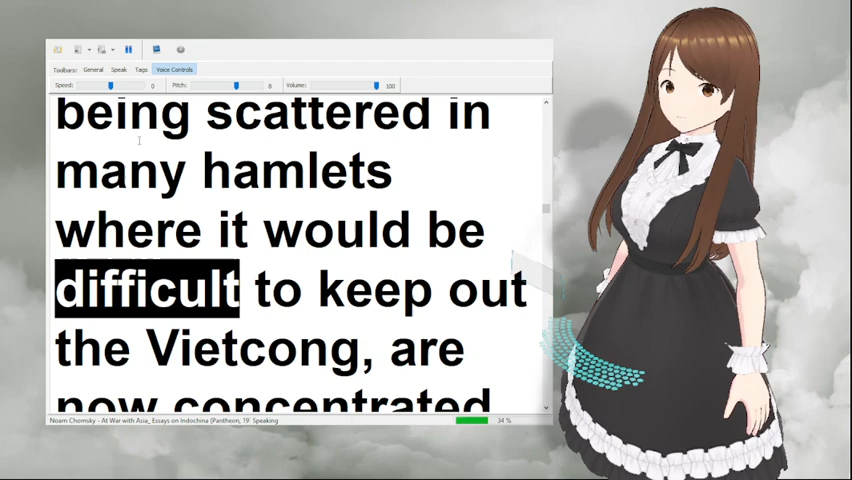 Toolbars: General Speak Tags Voice Controls
Speed: 0 Pitch: 8 Volume: 100
being scattered in
many hamlets
where it would be
difficult to keep out
the Vietcong, are
now concentrated
Noam Chomsky - At War with Asia_ Essays on Indochina (Pantheon, 19 Speaking 34 %